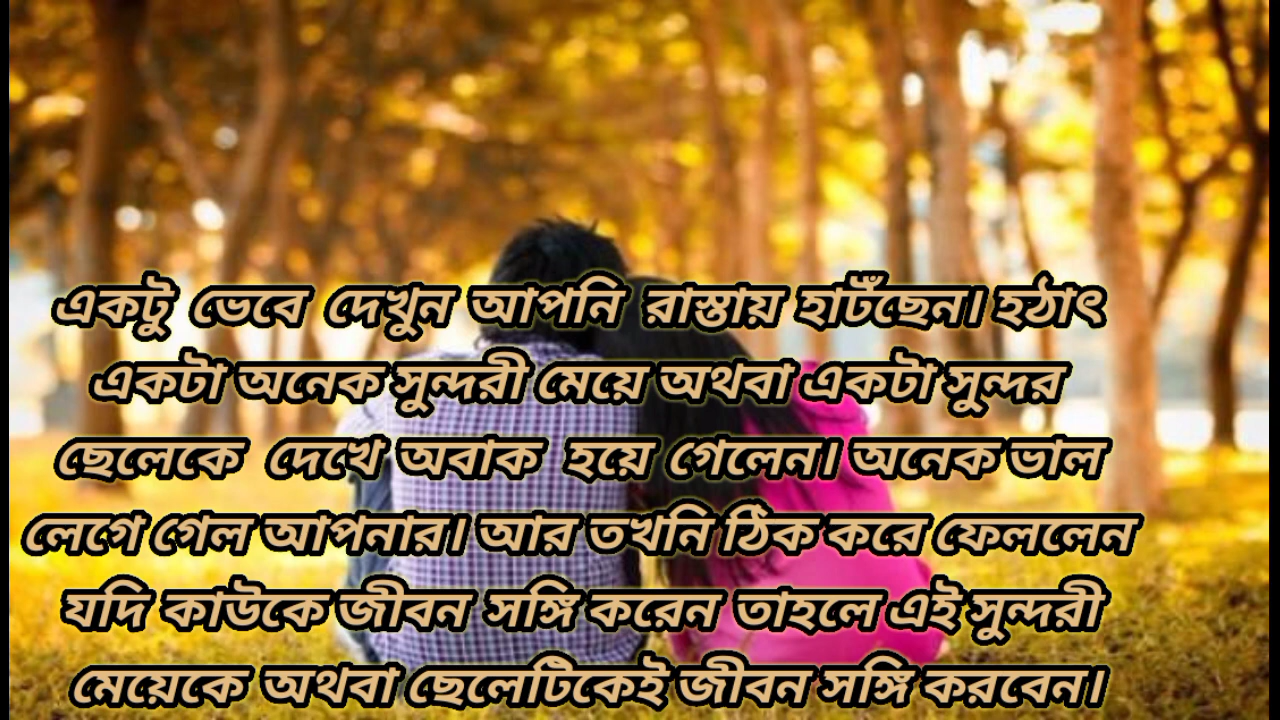 একটু ভেবে দেখুন আপনি রাস্তায় হাটঁছেন। হঠাৎ
একটা অনেক সুন্দরী মেয়ে অথবা একটা সুন্দর
ছেলেকে দেখে অবাক হয়ে গেলেন। অনেক ভাল
লেগে গেল আপনার। আর তখনি ঠিক করে ফেললেন
যদি কাউকে জীবন সঙ্গি করেন তাহলে এই সুন্দরী
মেয়েকে অথবা ছেলেটিকেই জীবন সঙ্গি করবেন।